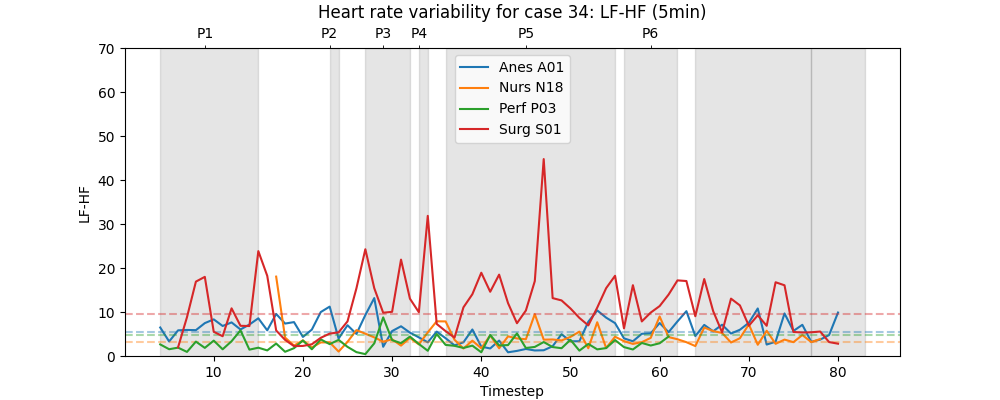 Heart rate variability for case 34: LF-HF (5min)
P1 P2 P3 P4 P5 P6
70
60
50
40
30
20
10
0
LF-HF
Anes A01
Nurs N18
Perf P03
Surg S01
10 20 30 40 50 60 70 80
Timestep